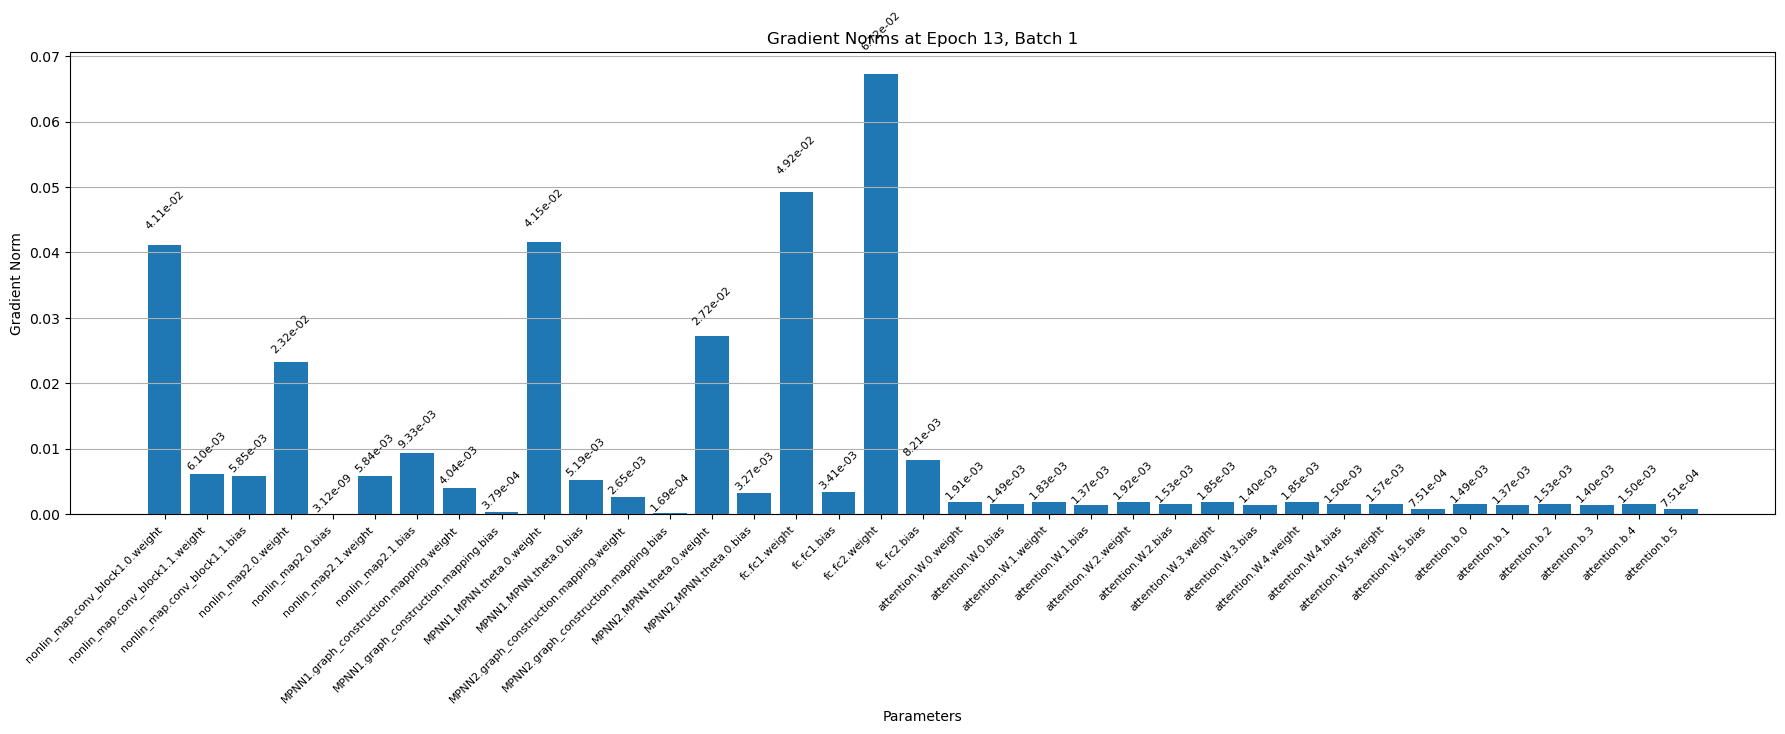 Gradient Norms at Epoch 13, Batch 1
Gradient Norm
0.07
0.06
0.05
0.04
0.03
0.02
0.01
0.00
4.11e-02
6.10e-03
5.85e-03
2.32e-02
3.12e-09
5.84e-03
9.33e-03
4.04e-03
3.79e-04
4.15e-02
5.19e-03
2.65e-03
1.69e-04
2.72e-02
3.27e-03
4.92e-02
3.41e-03
6.72e-02
8.21e-03
1.91e-03
1.49e-03
1.83e-03
1.37e-03
1.92e-03
1.53e-03
1.85e-03
1.40e-03
1.85e-03
1.50e-03
1.57e-03
7.51e-04
1.49e-03
1.37e-03
1.53e-03
1.40e-03
1.50e-03
7.51e-04
nonlin_map.conv_block1.0.weight
nonlin_map.conv_block1.1.weight
nonlin_map.conv_block1.1.bias
nonlin_map2.0.weight
nonlin_map2.0.bias
nonlin_map2.1.weight
nonlin_map2.1.bias
MPNN1.graph_construction.mapping.weight
MPNN1.graph_construction.mapping.bias
MPNN1.MPNN.theta.0.weight
MPNN1.MPNN.theta.0.bias
MPNN2.graph_construction.mapping.weight
MPNN2.graph_construction.mapping.bias
MPNN2.MPNN.theta.0.weight
MPNN2.MPNN.theta.0.bias
fc.fc1.weight
fc.fc1.bias
fc.fc2.weight
fc.fc2.bias
attention.W.0.weight
attention.W.0.bias
attention.W.1.weight
attention.W.1.bias
attention.W.2.weight
attention.W.2.bias
attention.W.3.weight
attention.W.3.bias
attention.W.4.weight
attention.W.4.bias
attention.W.5.weight
attention.W.5.bias
attention.b.0
attention.b.1
attention.b.2
attention.b.3
attention.b.4
attention.b.5
Parameters